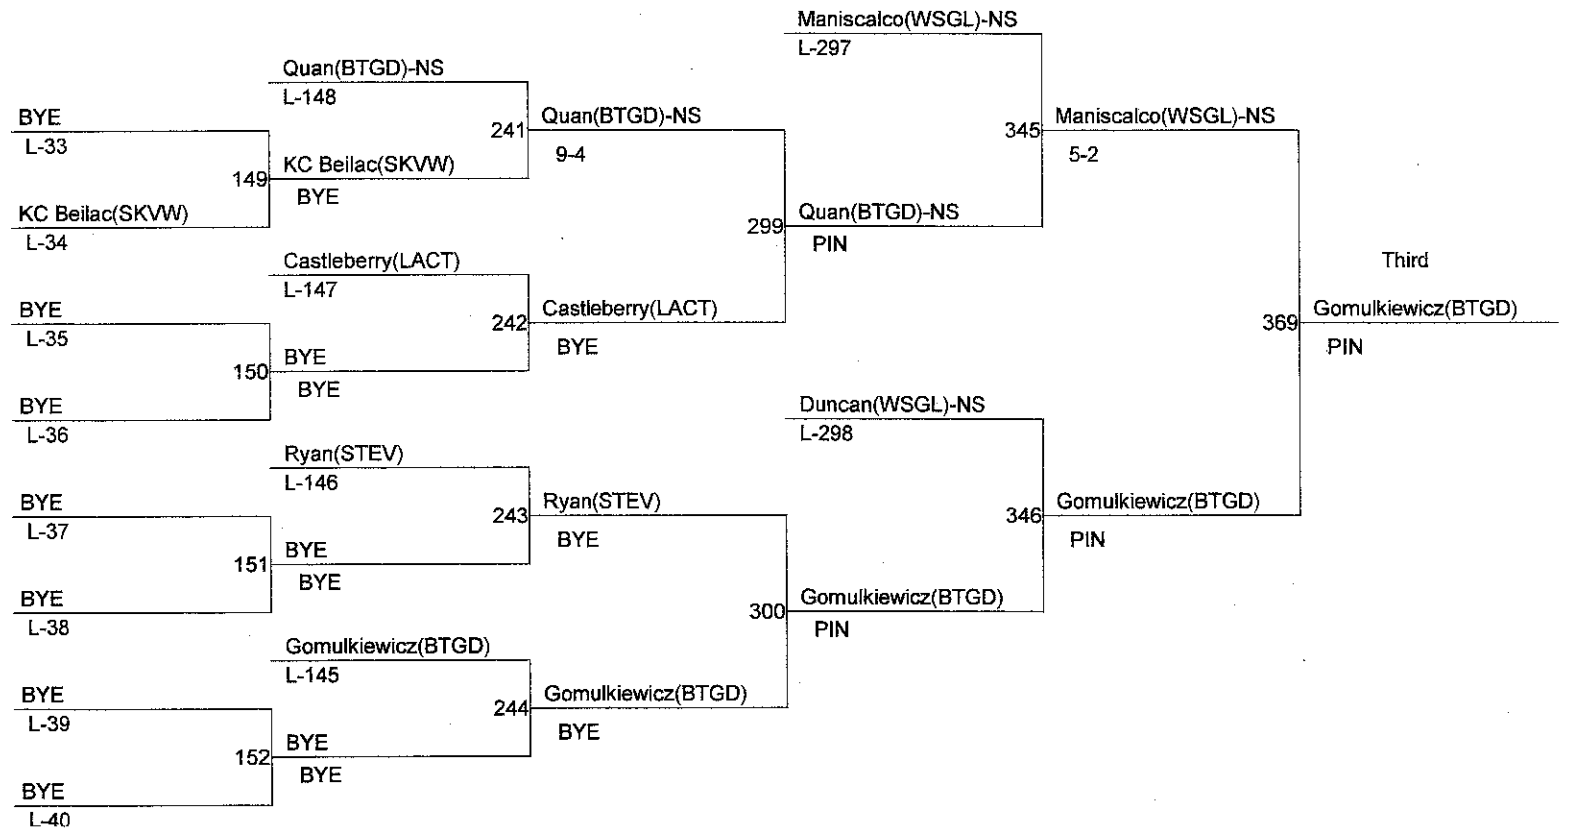 Maniscalco(WSGL)-NS
L-297
Quan(BTGD)-NS
L-148
BYE
L-33
241
Quan(BTGD)-NS
9-4
345
Maniscalco(WSGL)-NS
5-2
149
KC Beilac(SKVW)
BYE
KC Beilac(SKVW)
L-34
299
Quan(BTGD)-NS
PIN
Castleberry(LACT)
L-147
Third
BYE
L-35
242
Castleberry(LACT)
BYE
369
Gomulkiewicz(BTGD)
PIN
150
BYE
BYE
BYE
L-36
Duncan(WSGL)-NS
L-298
Ryan(STEV)
L-146
BYE
L-37
243
Ryan(STEV)
BYE
346
Gomulkiewicz(BTGD)
PIN
151
BYE
BYE
BYE
L-38
300
Gomulkiewicz(BTGD)
PIN
Gomulkiewicz(BTGD)
L-145
BYE
L-39
244
Gomulkiewicz(BTGD)
BYE
152
BYE
BYE
BYE
L-40